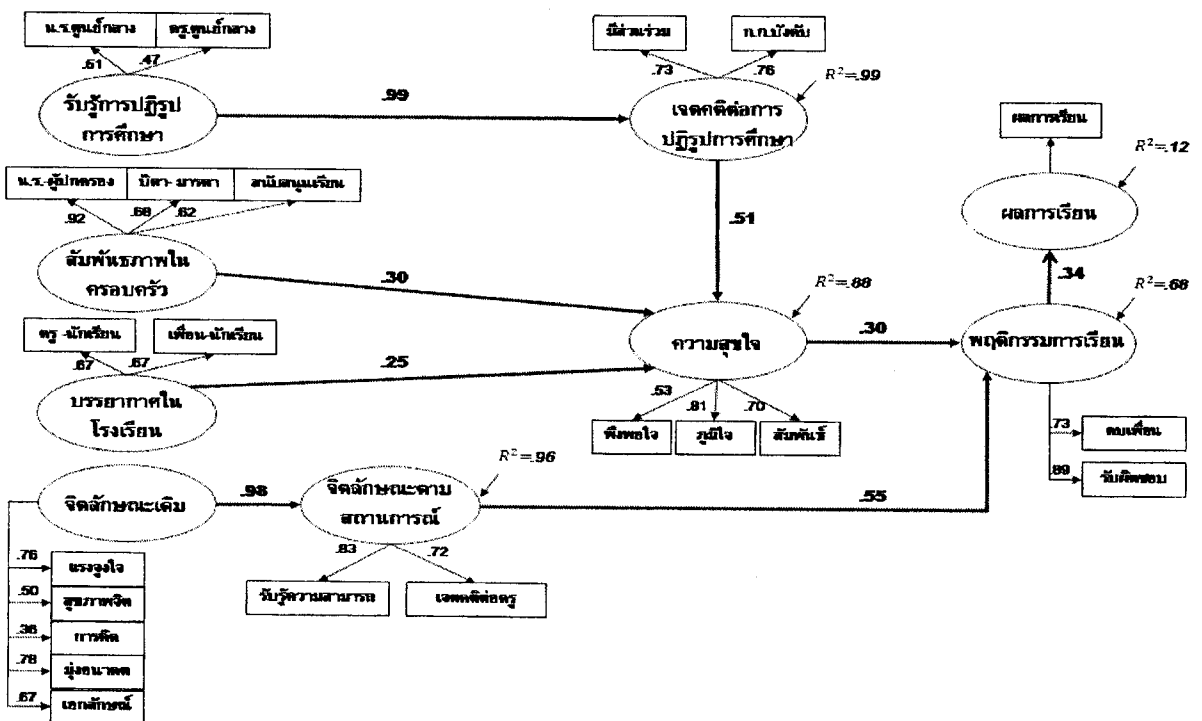 น.ร.ศูนย์กลาง ครูศูนย์กลาง
.61 .47
รับรู้การปฏิรูป
การศึกษา
.99
มีส่วนร่วม ก.ก.บังคับ
.73 .76
R²=.99
เจตคติต่อการ
ปฏิรูปการศึกษา
ผลการเรียน
R²=.12
ผลการเรียน
น.ร.-ผู้ปกครอง บิดา-มารดา สนับสนุนเรียน
.92 .68 .62
สัมพันธภาพใน
ครอบครัว
.30
.51
.34
R²=.88
R²=.68
ครู-นักเรียน เพื่อน-นักเรียน
.67 .67
บรรยากาศใน
โรงเรียน
.25
ความสุขใจ
.30
พฤติกรรมการเรียน
.53 .81 .70
พึงพอใจ ภูมิใจ สัมพันธ์
.73 คบเพื่อน
.89 รับผิดชอบ
จิตลักษณะเดิม
.98
จิตลักษณะตาม
สถานการณ์
R²=.96
.55
.83 .72
รับรู้ความสามารถ เจตคติต่อครู
.76 แรงจูงใจ
.50 สุขภาพจิต
.36 การคิด
.78 มุ่งอนาคต
.67 เอกลักษณ์